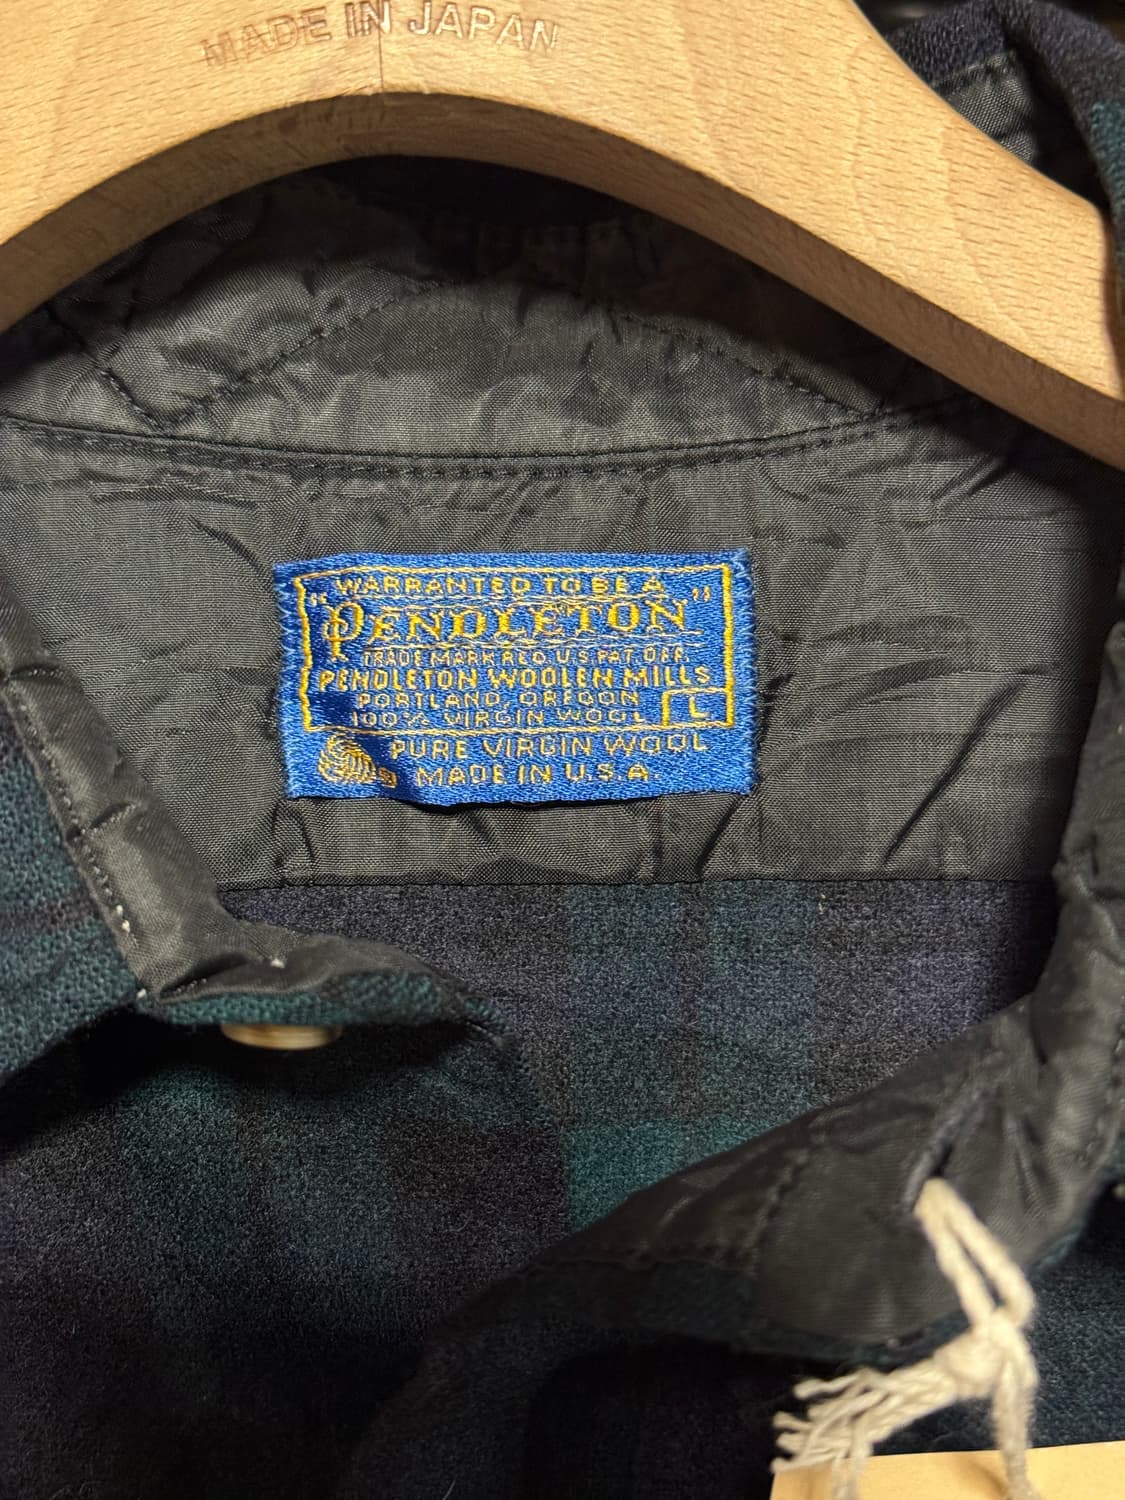 MADE IN JAPAN
WARRANTED TO BE A
"PENDLETON"
TRADE MARK REG. U.S. PAT. OFF.
PENDLETON WOOLEN MILLS
PORTLAND, OREGON
100% VIRGIN WOOL L
PURE VIRGIN WOOL
MADE IN U.S.A.